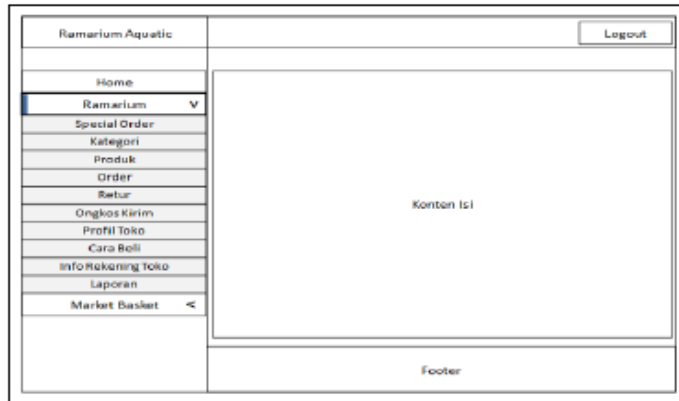 Ramarium Aquatic
Logout
Home
Ramarium v
Special Order
Kategori
Produk
Order
Retur
Ongkos Kirim
Profil Toko
Cara Beli
Info Rekening Toko
Laporan
Market Basket <
Konten Isi
Footer